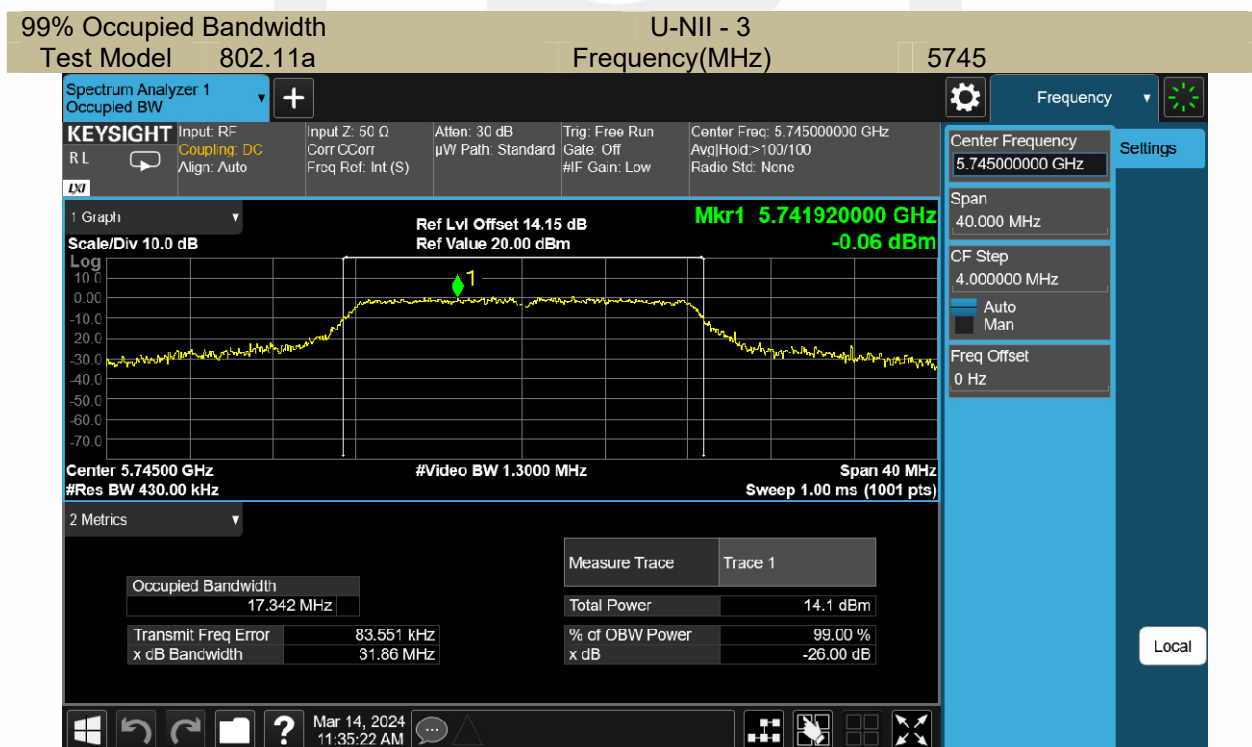 99% Occupied Bandwidth U-NII - 3
Test Model 802.11a Frequency(MHz) 5745
Spectrum Analyzer 1
Occupied BW
+
Frequency
KEYSIGHT
R L
LXI
Input: RF
Coupling: DC
Align: Auto
Input Z: 50 Ω
Corr CCorr
Freq Ref: Int (S)
Atten: 30 dB
µW Path: Standard
Trig: Free Run
Gate: Off
#IF Gain: Low
Center Freq: 5.745000000 GHz
Avg|Hold:>100/100
Radio Std: None
Center Frequency
5.745000000 GHz
Settings
Span
40.000 MHz
CF Step
4.000000 MHz
Auto
Man
Freq Offset
0 Hz
1 Graph
Scale/Div 10.0 dB
Ref Lvl Offset 14.15 dB
Ref Value 20.00 dBm
Mkr1 5.741920000 GHz
-0.06 dBm
Log
10.0
0.00
-10.0
20.0
-30.0
-40.0
-50.0
-60.0
-70.0
1
Center 5.74500 GHz
#Res BW 430.00 kHz
#Video BW 1.3000 MHz
Span 40 MHz
Sweep 1.00 ms (1001 pts)
2 Metrics
Measure Trace Trace 1
Occupied Bandwidth
17.342 MHz
Total Power 14.1 dBm
Transmit Freq Error 83.551 kHz
x dB Bandwidth 31.86 MHz
% of OBW Power 99.00 %
x dB -26.00 dB
Local
?
Mar 14, 2024
11:35:22 AM